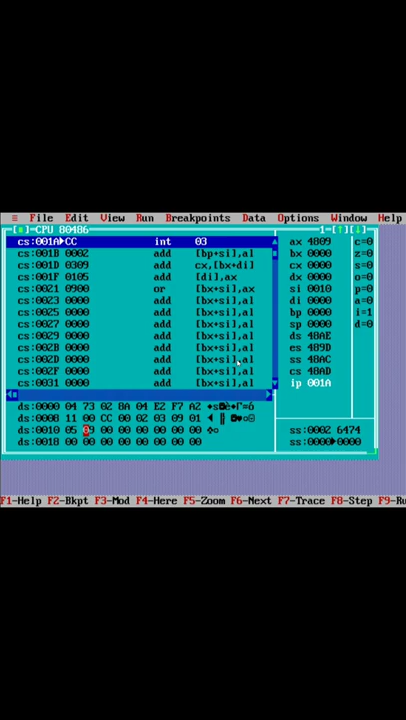 ≡ File Edit View Run Breakpoints Data Options Window Help
[■]=CPU 80486 1=[↑][↓]
cs:001A▶CC int 03 ax 4809 c=0
cs:001B 0002 add [bp+si],al bx 0000 z=0
cs:001D 0309 add cx,[bx+di] cx 0000 s=0
cs:001F 0105 add [di],ax dx 0000 o=0
cs:0021 0900 or [bx+si],ax si 0010 p=0
cs:0023 0000 add [bx+si],al di 0000 a=0
cs:0025 0000 add [bx+si],al bp 0000 i=1
cs:0027 0000 add [bx+si],al sp 0000 d=0
cs:0029 0000 add [bx+si],al ds 48AE
cs:002B 0000 add [bx+si],al es 489D
cs:002D 0000 add [bx+si],al ss 48AC
cs:002F 0000 add [bx+si],al cs 48AD
cs:0031 0000 add [bx+si],al ip 001A
ds:0000 04 73 02 8A 04 E2 F7 A2
ds:0008 11 00 CC 00 02 03 09 01
ds:0010 05 09 00 00 00 00 00 00 ss:0002 6474
ds:0018 00 00 00 00 00 00 00 00 ss:0000▶0000
F1-Help F2-Bkpt F3-Mod F4-Here F5-Zoom F6-Next F7-Trace F8-Step F9-Ru